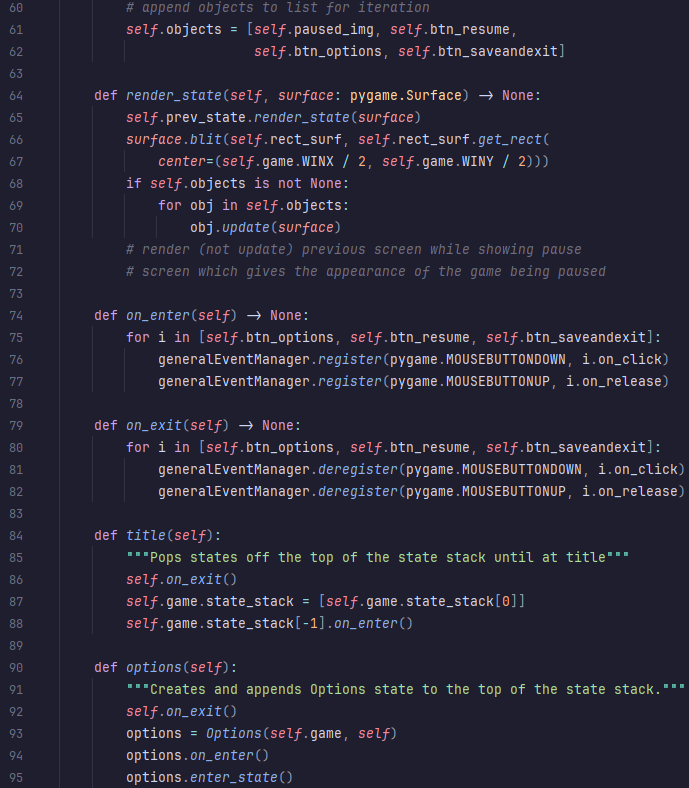 60 # append objects to list for iteration
61 self.objects = [self.paused_img, self.btn_resume,
62 self.btn_options, self.btn_saveandexit]
63
64 def render_state(self, surface: pygame.Surface) -> None:
65 self.prev_state.render_state(surface)
66 surface.blit(self.rect_surf, self.rect_surf.get_rect(
67 center=(self.game.WINX / 2, self.game.WINY / 2)))
68 if self.objects is not None:
69 for obj in self.objects:
70 obj.update(surface)
71 # render (not update) previous screen while showing pause
72 # screen which gives the appearance of the game being paused
73
74 def on_enter(self) -> None:
75 for i in [self.btn_options, self.btn_resume, self.btn_saveandexit]:
76 generalEventManager.register(pygame.MOUSEBUTTONDOWN, i.on_click)
77 generalEventManager.register(pygame.MOUSEBUTTONUP, i.on_release)
78
79 def on_exit(self) -> None:
80 for i in [self.btn_options, self.btn_resume, self.btn_saveandexit]:
81 generalEventManager.deregister(pygame.MOUSEBUTTONDOWN, i.on_click)
82 generalEventManager.deregister(pygame.MOUSEBUTTONUP, i.on_release)
83
84 def title(self):
85 """Pops states off the top of the state stack until at title"""
86 self.on_exit()
87 self.game.state_stack = [self.game.state_stack[0]]
88 self.game.state_stack[-1].on_enter()
89
90 def options(self):
91 """Creates and appends Options state to the top of the state stack."""
92 self.on_exit()
93 options = Options(self.game, self)
94 options.on_enter()
95 options.enter_state()